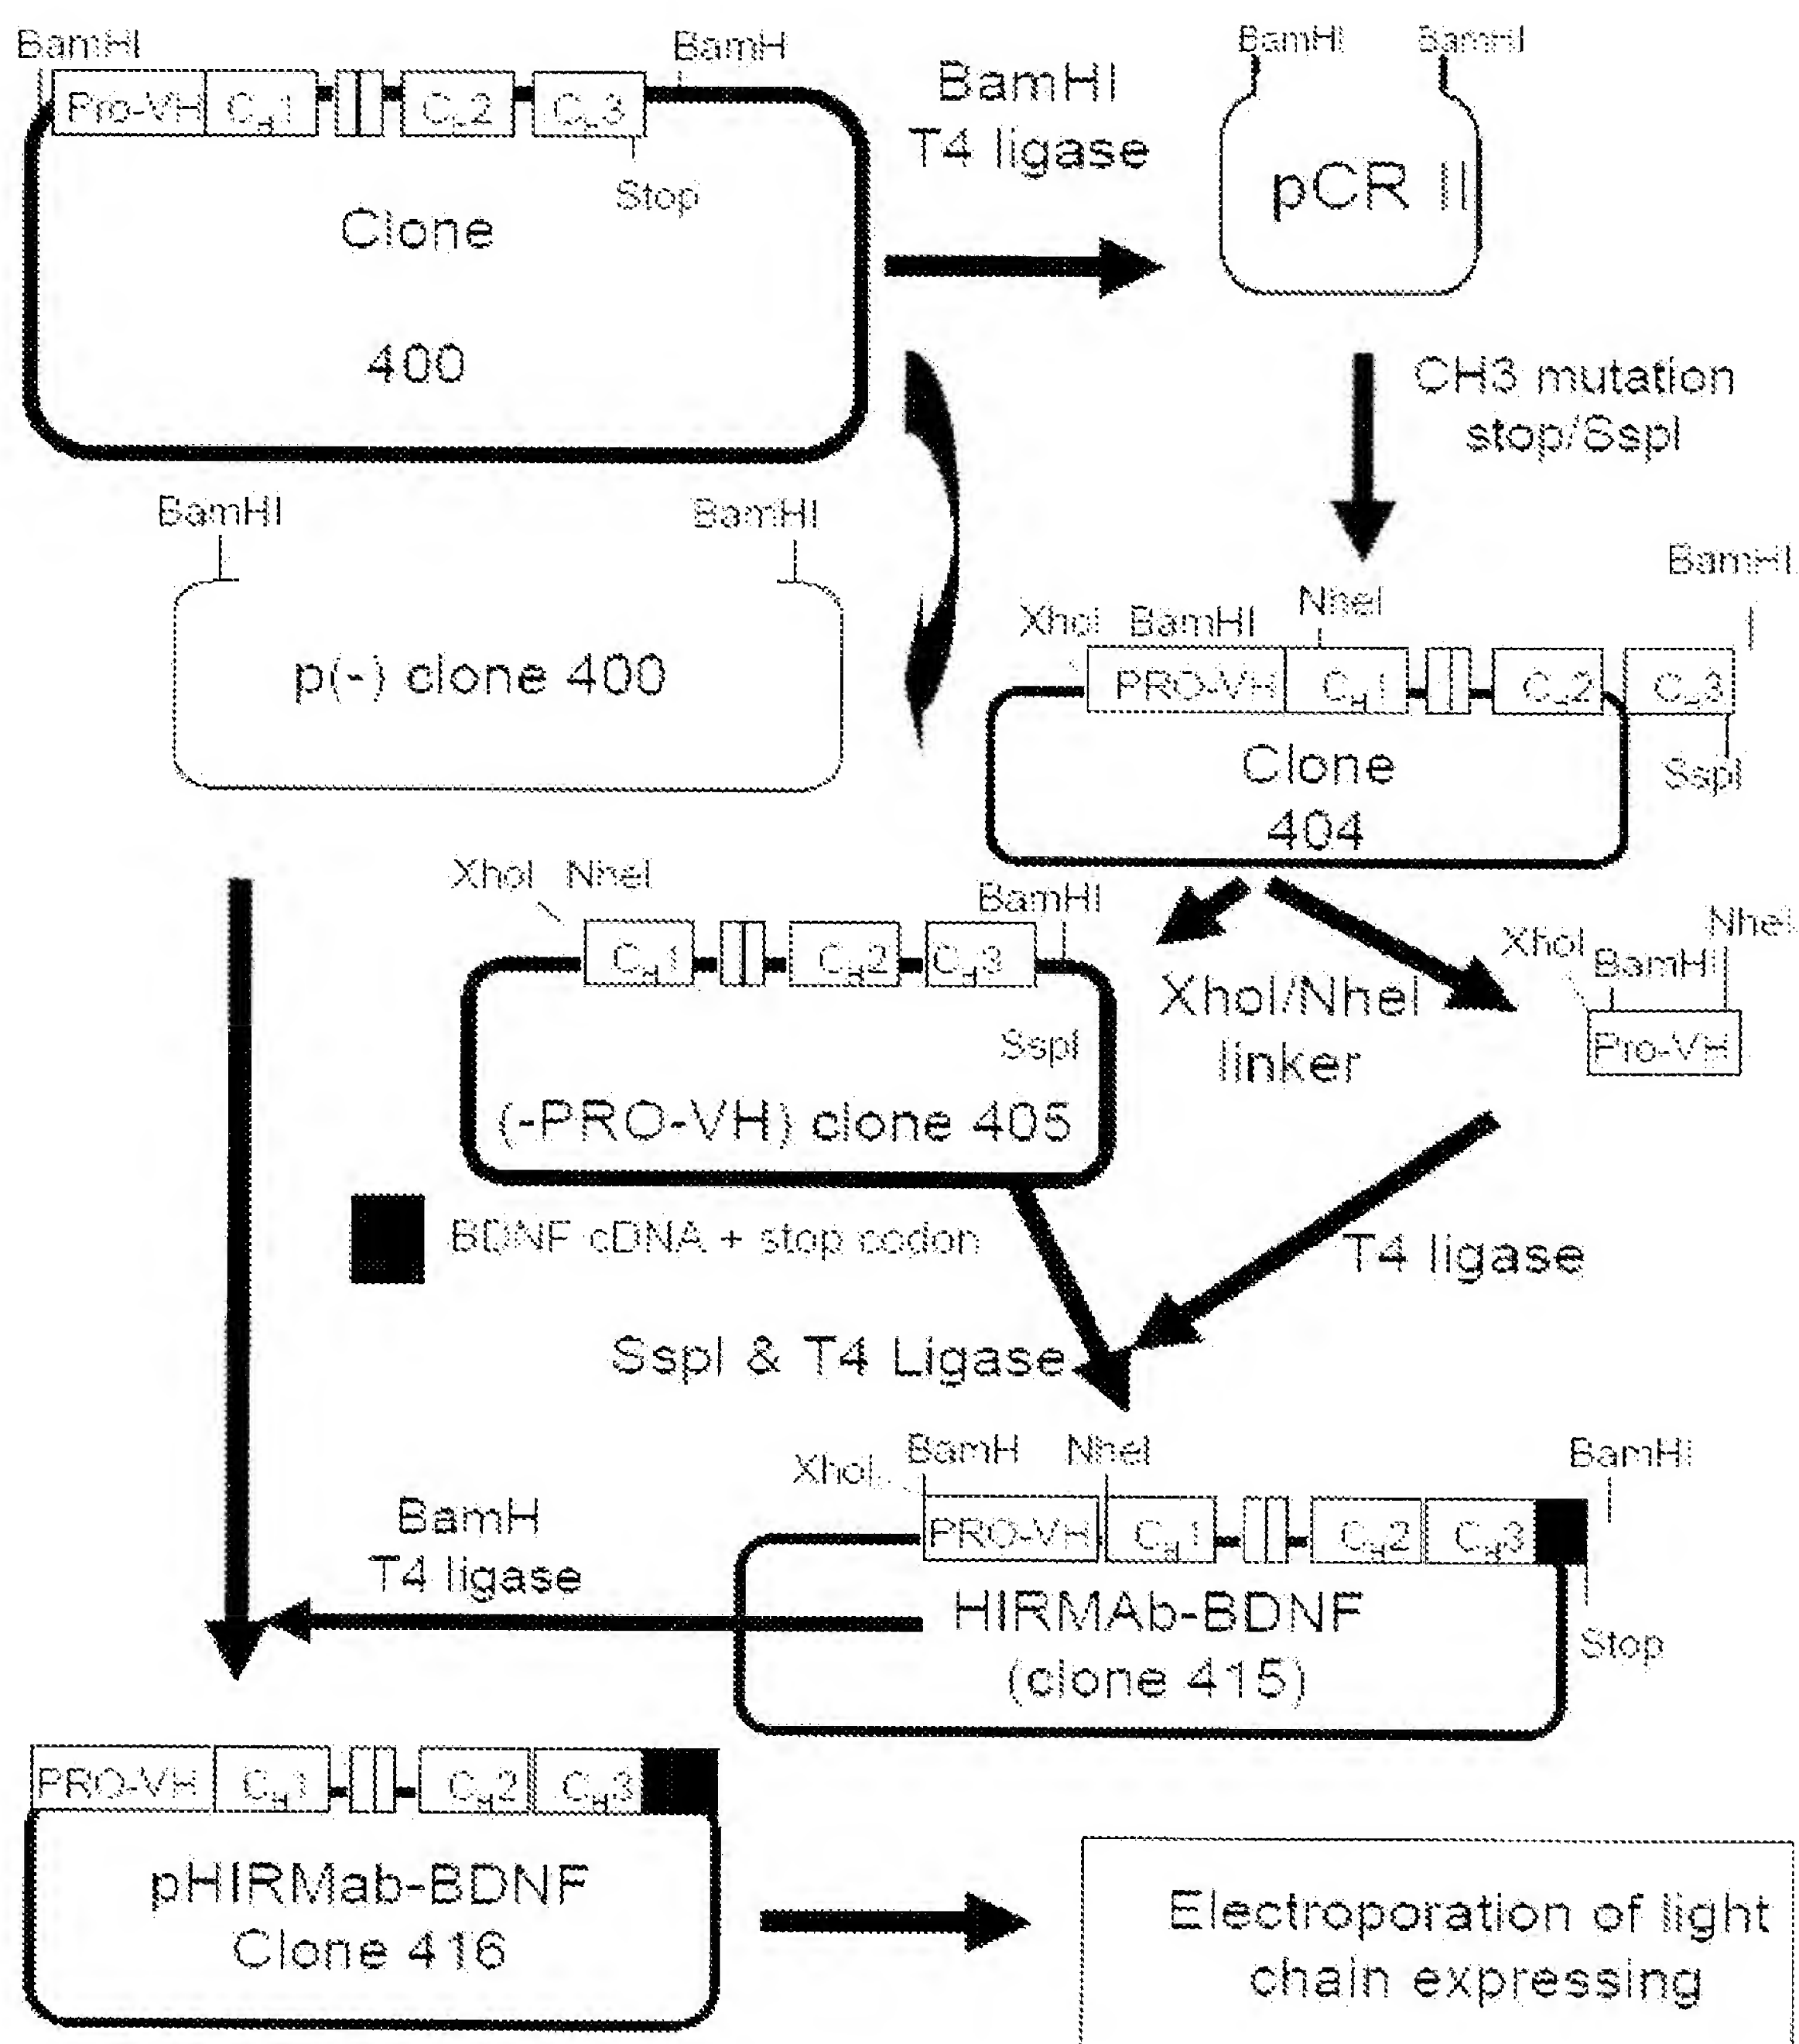 BamHI
BamH
Pro-VH
CH1
CH2
CH3
Stop
Clone
400
BamHI
T4 ligase
BamHI
BamHI
pCR II
CH3 mutation
stop/SspI
BamHI
BamHI
p(-) clone 400
XhoI
BamHI
NheI
BamHI
PRO-VH
CH1
CH2
CH3
SspI
Clone
404
XhoI
NheI
BamHI
CH1
CH2
CH3
SspI
(-PRO-VH) clone 405
XhoI/NheI
linker
XhoI
BamHI
NheI
Pro-VH
BDNF cDNA + stop codon
T4 ligase
SspI & T4 Ligase
XhoI
BamH
NheI
BamHI
PRO-VH
CH1
CH2
CH3
HIRMAb-BDNF
(clone 415)
Stop
BamH
T4 ligase
PRO-VH
CH1
CH2
CH3
pHIRMab-BDNF
Clone 416
Electroporation of light
chain expressing